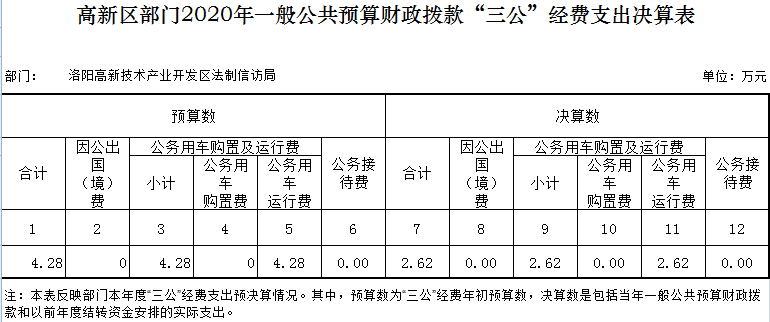 高新区部门2020年一般公共预算财政拨款“三公”经费支出决算表
部门： 洛阳高新技术产业开发区法制信访局 单位：万元
预算数 决算数
合计 因公出国（境）费 公务用车购置及运行费 公务接待费 合计 因公出国（境）费 公务用车购置及运行费 公务接待费
小计 公务用车购置费 公务用车运行费 小计 公务用车购置费 公务用车运行费
1 2 3 4 5 6 7 8 9 10 11 12
4.28 0 4.28 0 4.28 0.00 2.62 0.00 2.62 0.00 2.62 0.00
注：本表反映部门本年度“三公”经费支出预决算情况。其中，预算数为“三公”经费年初预算数，决算数是包括当年一般公共预算财政拨
款和以前年度结转资金安排的实际支出。